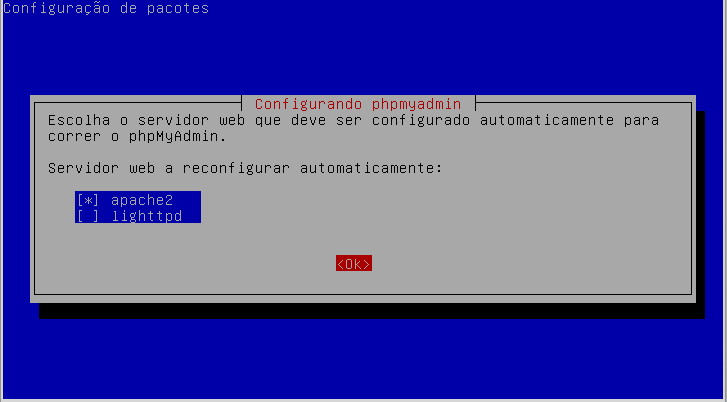 Configuração de pacotes
Configurando phpmyadmin
Escolha o servidor web que deve ser configurado automaticamente para
correr o phpMyAdmin.
Servidor web a reconfigurar automaticamente:
[*] apache2
[ ] lighttpd
<Ok>